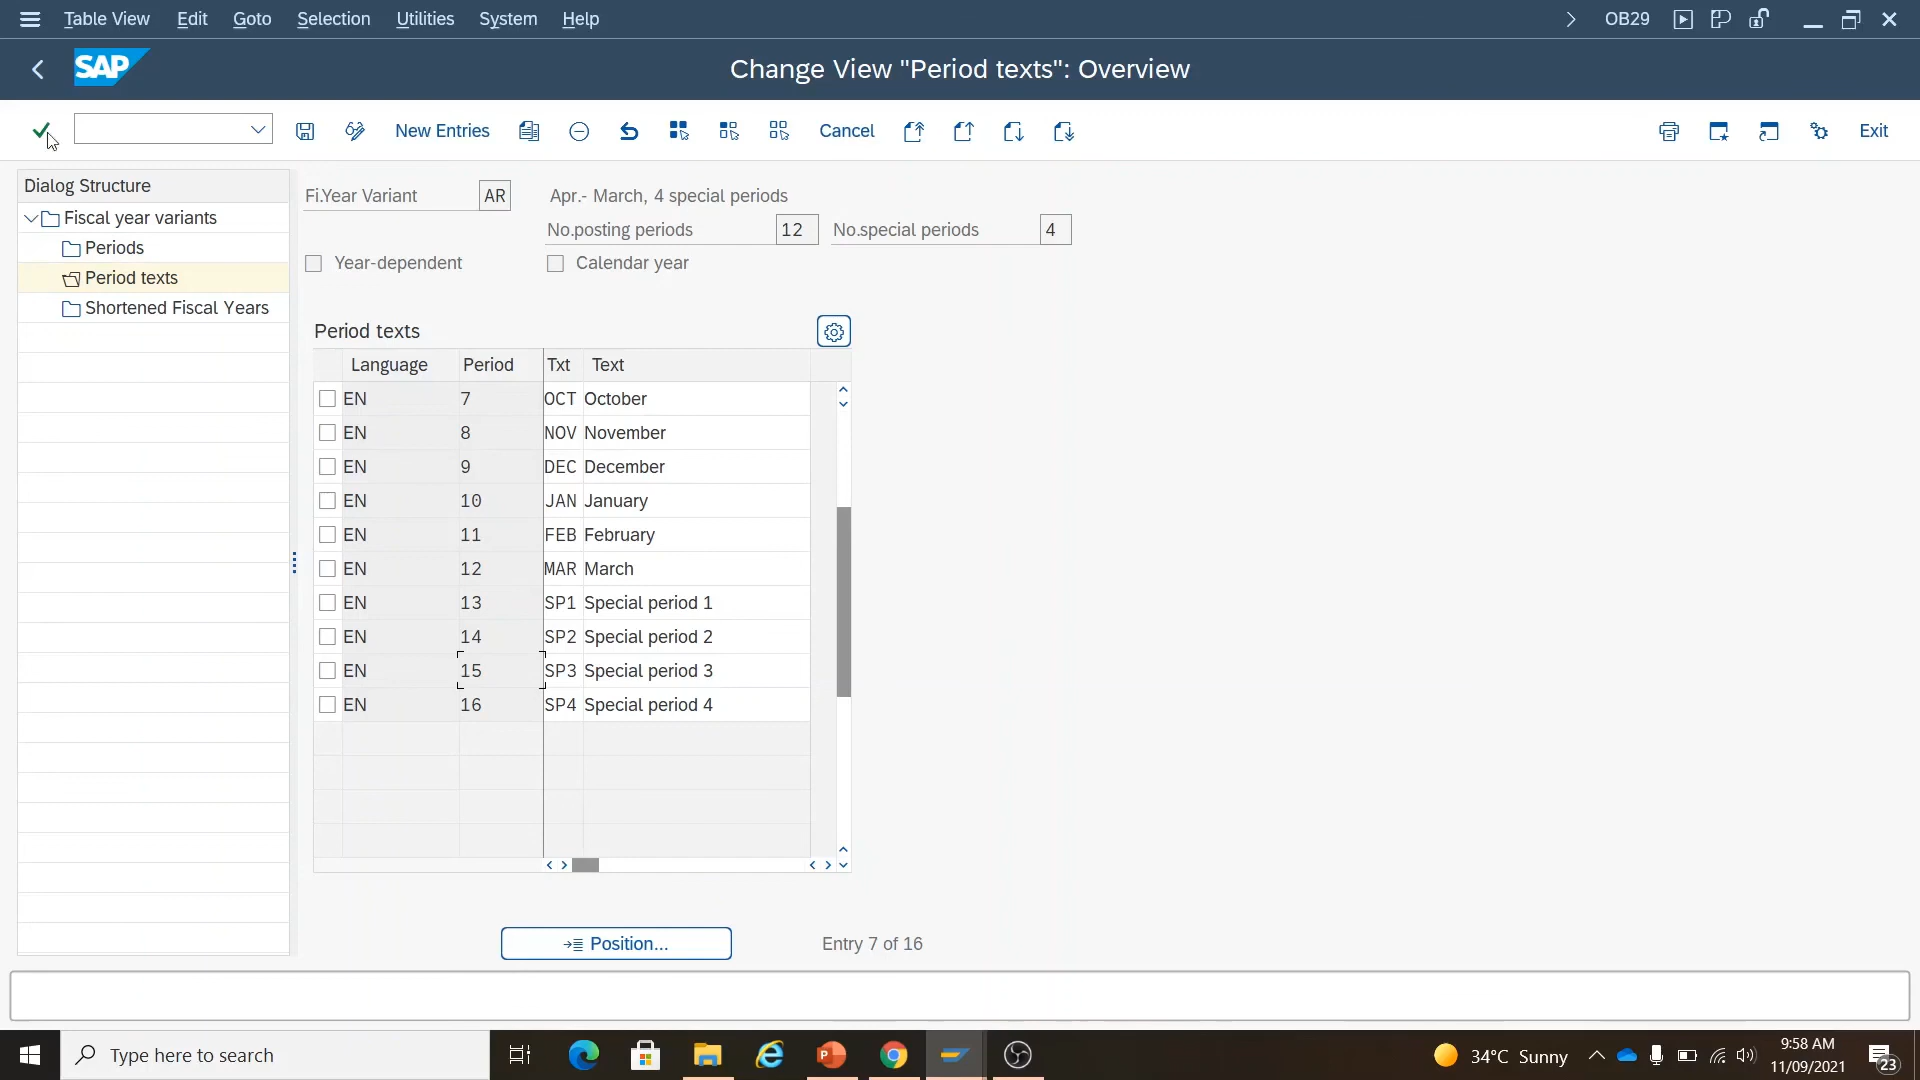 Table View Edit Goto Selection Utilities System Help OB29
SAP Change View "Period texts": Overview
New Entries Cancel Exit
Dialog Structure
Fiscal year variants
Periods
Period texts
Shortened Fiscal Years
Fi.Year Variant AR Apr.- March, 4 special periods
No.posting periods 12 No.special periods 4
Year-dependent Calendar year
Period texts
Language Period Txt Text
EN 7 OCT October
EN 8 NOV November
EN 9 DEC December
EN 10 JAN January
EN 11 FEB February
EN 12 MAR March
EN 13 SP1 Special period 1
EN 14 SP2 Special period 2
EN 15 SP3 Special period 3
EN 16 SP4 Special period 4
Position... Entry 7 of 16
Type here to search
34°C Sunny
9:58 AM
11/09/2021
23